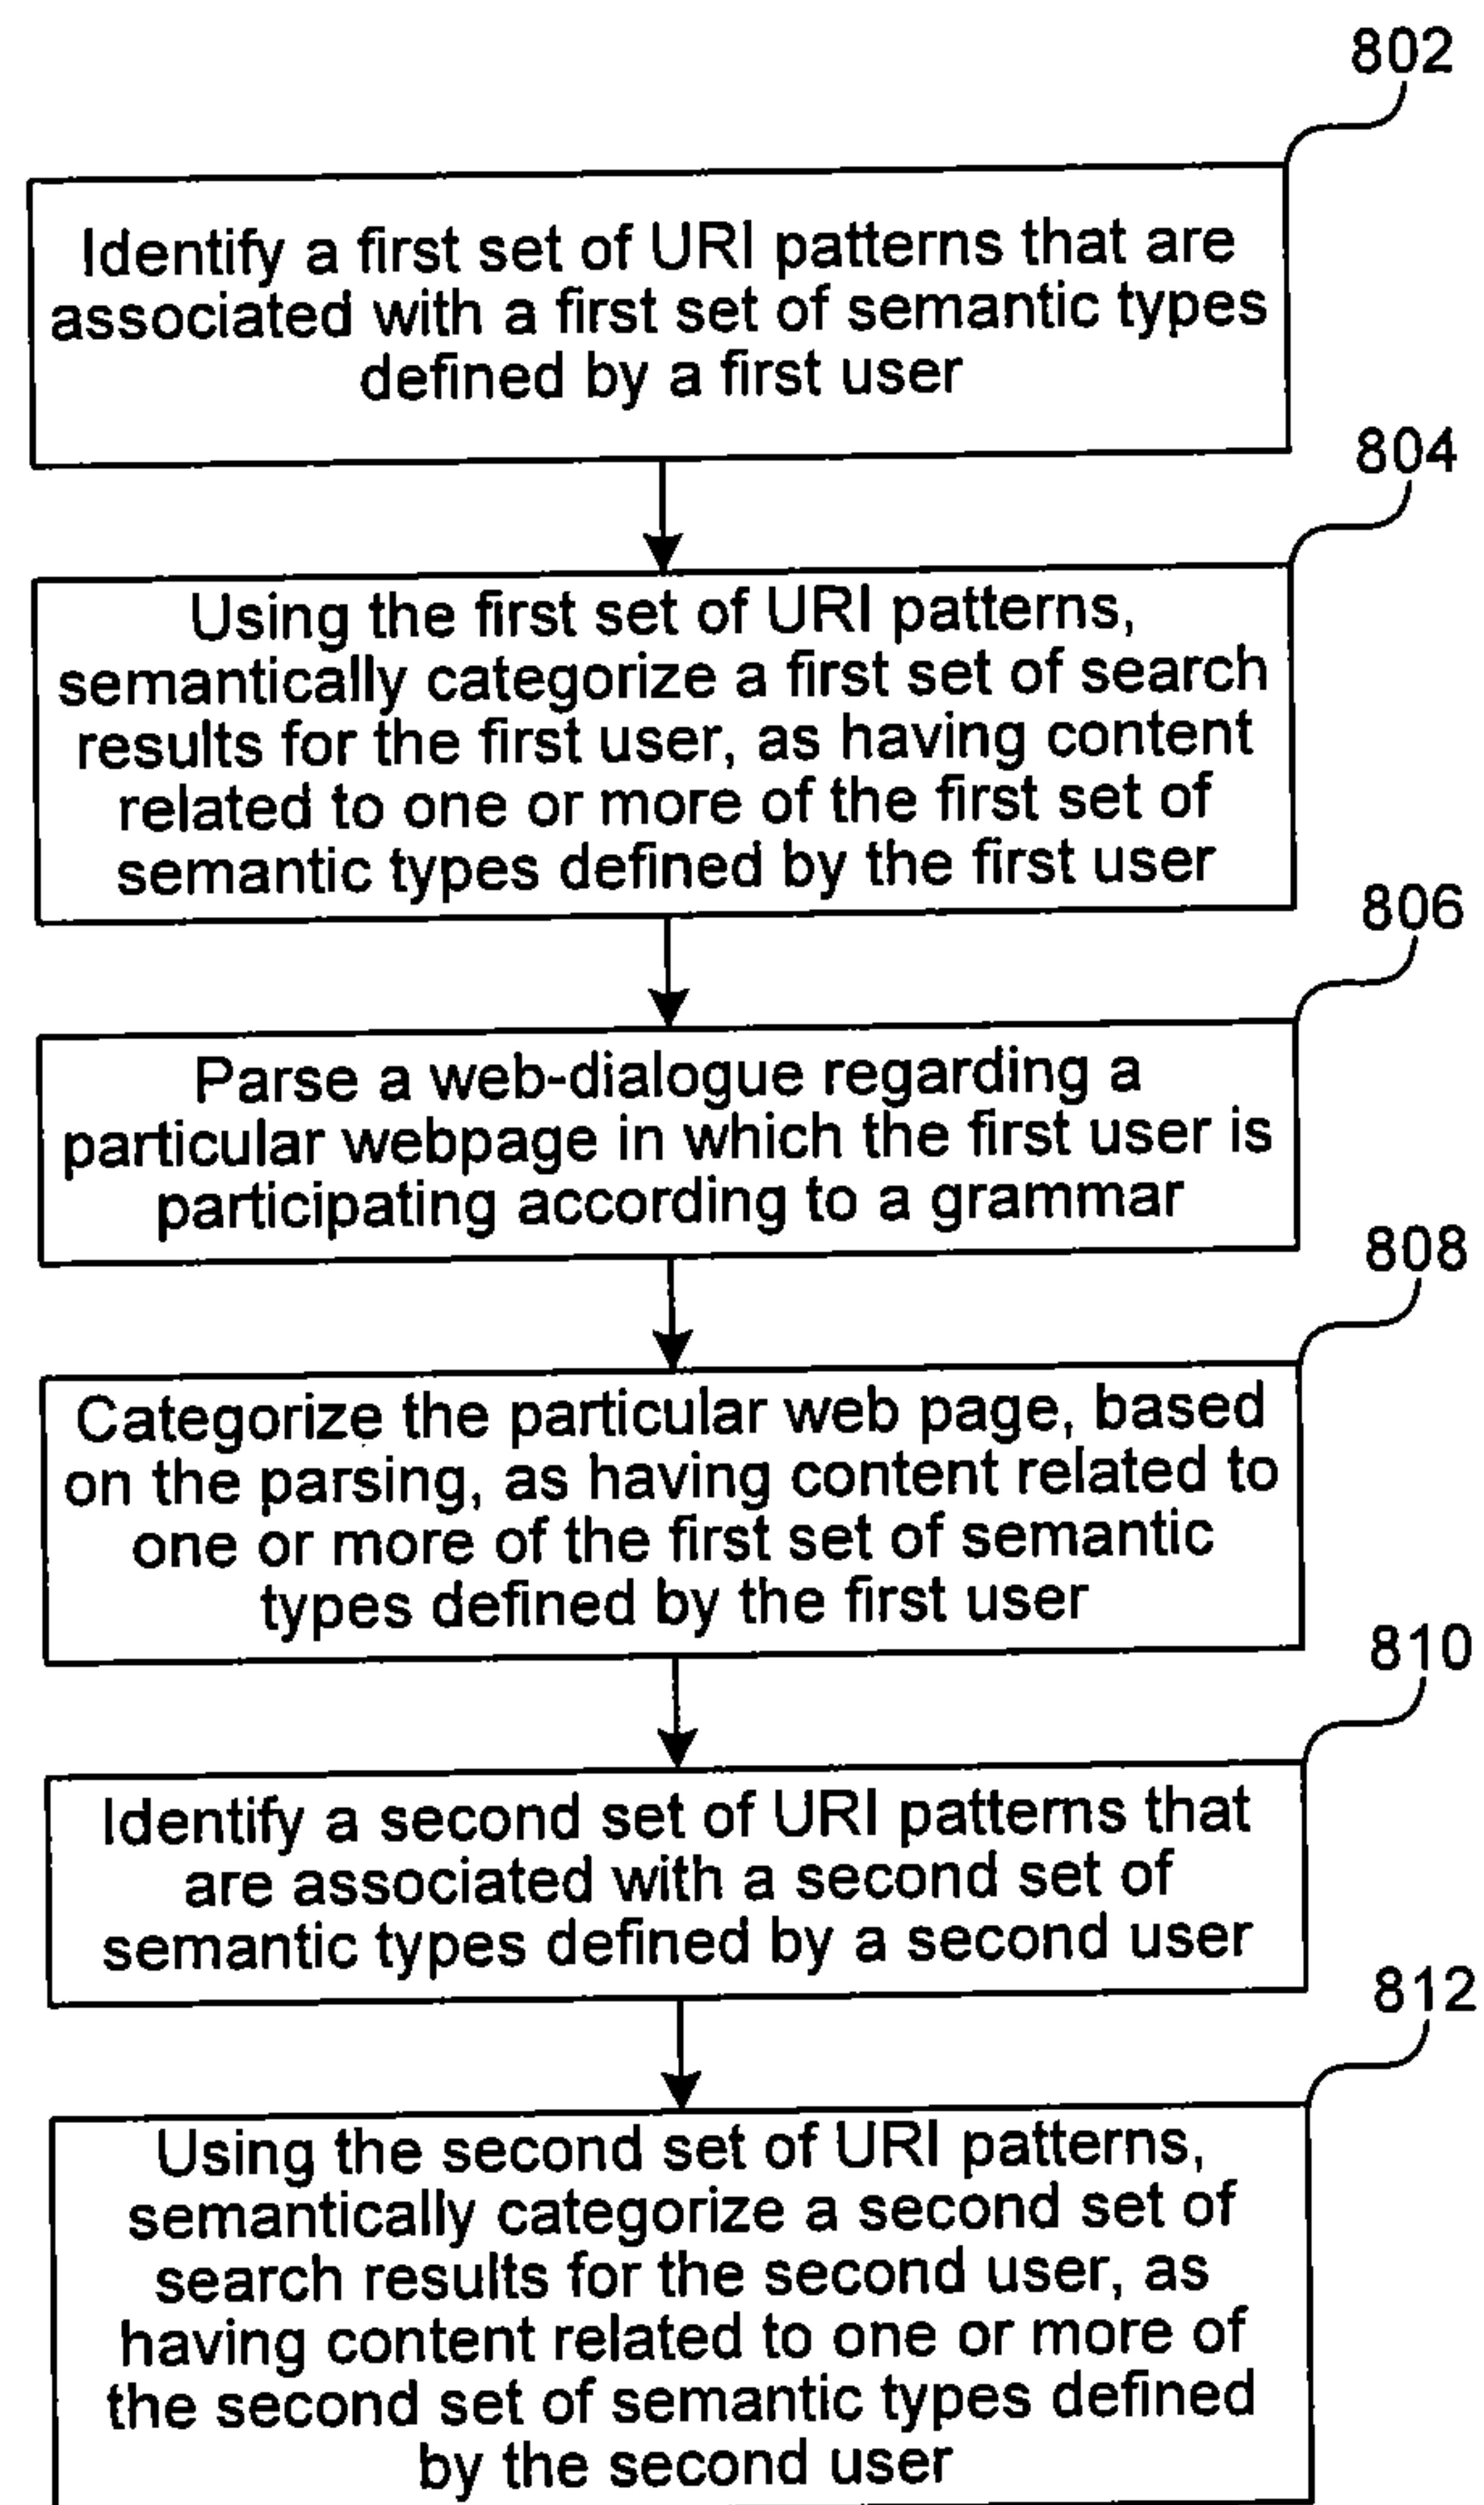 802
Identify a first set of URI patterns that are
associated with a first set of semantic types
defined by a first user
804
Using the first set of URI patterns,
semantically categorize a first set of search
results for the first user, as having content
related to one or more of the first set of
semantic types defined by the first user
806
Parse a web-dialogue regarding a
particular webpage in which the first user is
participating according to a grammar
808
Categorize the particular web page, based
on the parsing, as having content related to
one or more of the first set of semantic
types defined by the first user
810
Identify a second set of URI patterns that
are associated with a second set of
semantic types defined by a second user
812
Using the second set of URI patterns,
semantically categorize a second set of
search results for the second user, as
having content related to one or more of
the second set of semantic types defined
by the second user